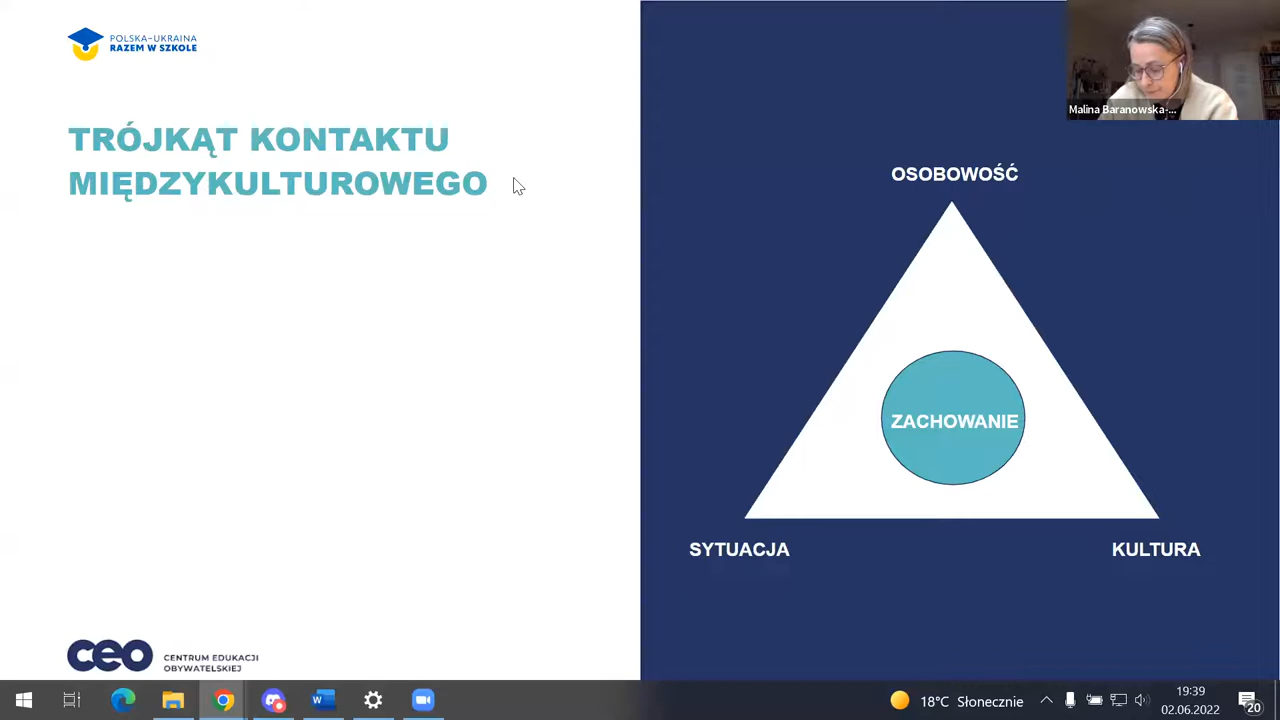 POLSKA-UKRAINA
RAZEM W SZKOLE
TRÓJKĄT KONTAKTU
MIĘDZYKULTUROWEGO
Malina Baranowska-...
OSOBOWOŚĆ
ZACHOWANIE
SYTUACJA
KULTURA
ceo
CENTRUM EDUKACJI
OBYWATELSKIEJ
W
18°C Słonecznie
19:39
02.06.2022
20